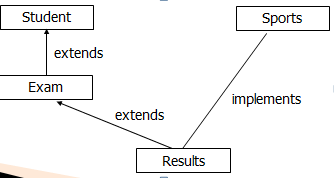 Student
Sports
extends
Exam
implements
extends
Results